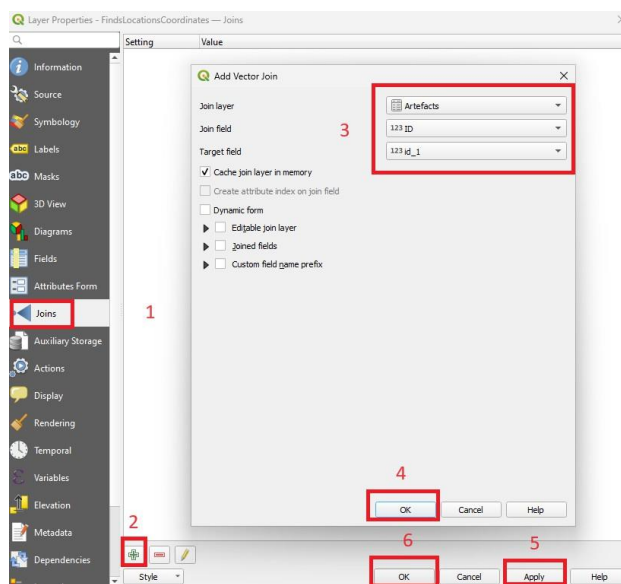 Layer Properties - FindsLocationsCoordinates — Joins
Setting Value
Information
Source
Symbology
abc Labels
abc Masks
3D View
Diagrams
Fields
Attributes Form
Joins
Auxiliary Storage
Actions
Display
Rendering
Temporal
Variables
Elevation
Metadata
Dependencies
1
2
Add Vector Join
Join layer Artefacts
Join field 3 123 ID
Target field 123 id_1
Cache join layer in memory
Create attribute index on join field
Dynamic form
Editable join layer
Joined fields
Custom field name prefix
4
OK Cancel Help
6 5
Style OK Cancel Apply Help